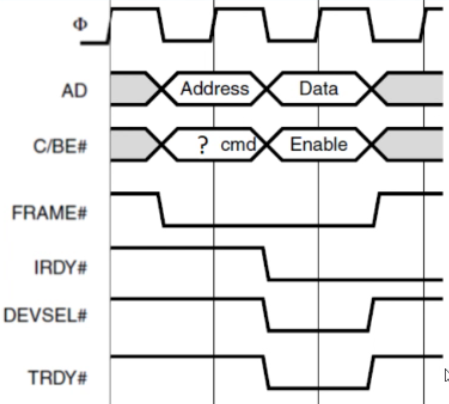 Φ
AD Address Data
C/BE# ? cmd Enable
FRAME#
IRDY#
DEVSEL#
TRDY#